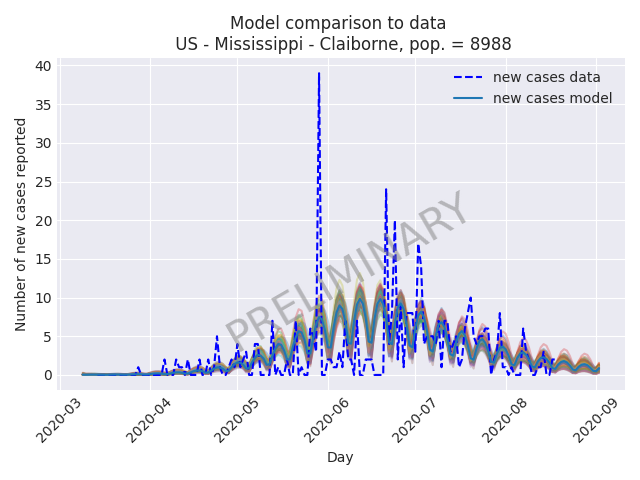 Model comparison to data
US - Mississippi - Claiborne, pop. = 8988
new cases data
new cases model
PRELIMINARY
Number of new cases reported
40
35
30
25
20
15
10
5
0
2020-03
2020-04
2020-05
2020-06
2020-07
2020-08
2020-09
Day